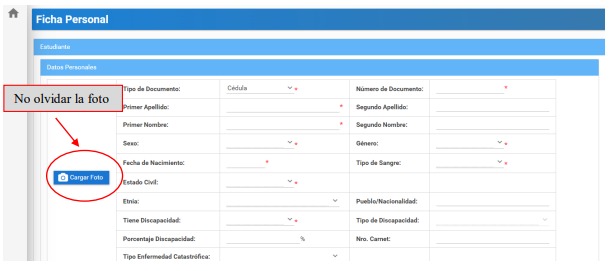 Ficha Personal
Estudiante
Datos Personales
No olvidar la foto
Cargar Foto
Tipo de Documento: Cédula * Número de Documento: *
Primer Apellido: * Segundo Apellido:
Primer Nombre: * Segundo Nombre:
Sexo: * Género: *
Fecha de Nacimiento: * Tipo de Sangre: *
Estado Civil: *
Etnia: Pueblo/Nacionalidad:
Tiene Discapacidad: * Tipo de Discapacidad:
Porcentaje Discapacidad: % Nro. Carnet:
Tipo Enfermedad Catastrófica: